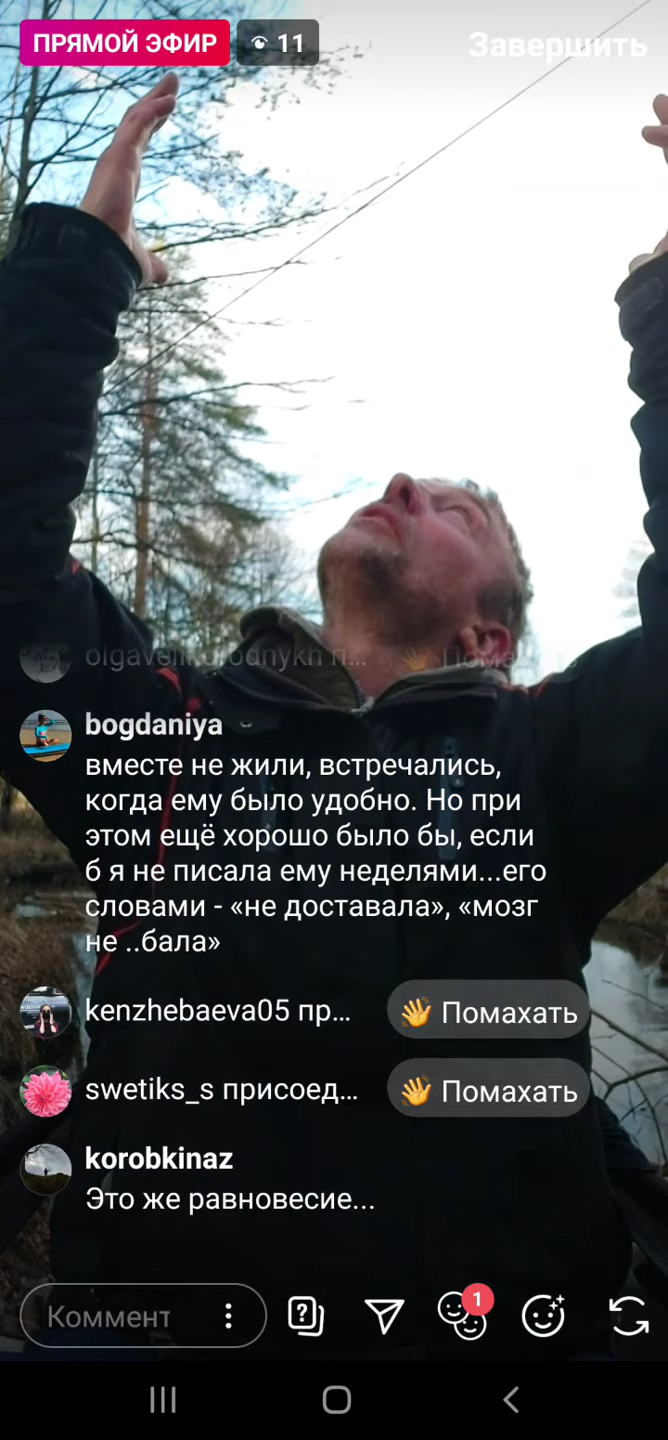 ПРЯМОЙ ЭФИР
11
Завершить
bogdaniya
вместе не жили, встречались,
когда ему было удобно. Но при
этом ещё хорошо было бы, если
б я не писала ему неделями...его
словами - «не доставала», «мозг
не ..бала»
kenzhebaeva05 пр...
Помахать
swetiks_s присоед...
Помахать
korobkinaz
Это же равновесие...
Коммент
1